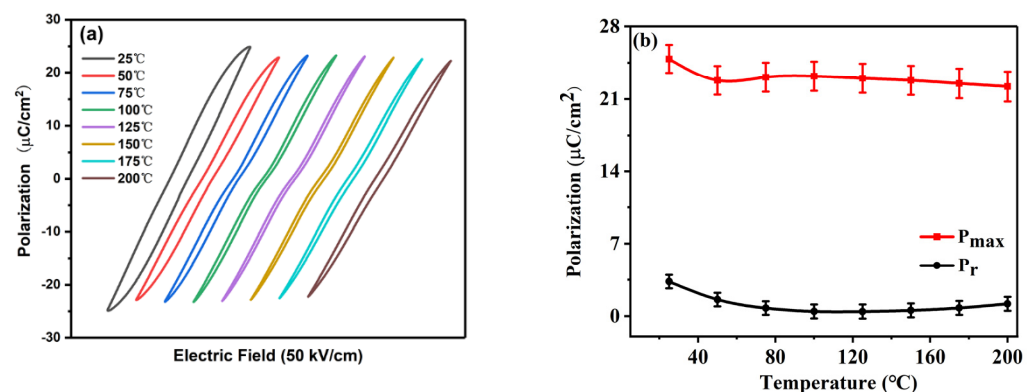 (a)
30
20
10
0
-10
-20
-30
Polarization (μC/cm²)
25℃
50℃
75℃
100℃
125℃
150℃
175℃
200℃
Electric Field (50 kV/cm)
(b)
28
21
14
7
0
Polarization (μC/cm²)
Pmax
Pr
40 80 120 160 200
Temperature (℃)